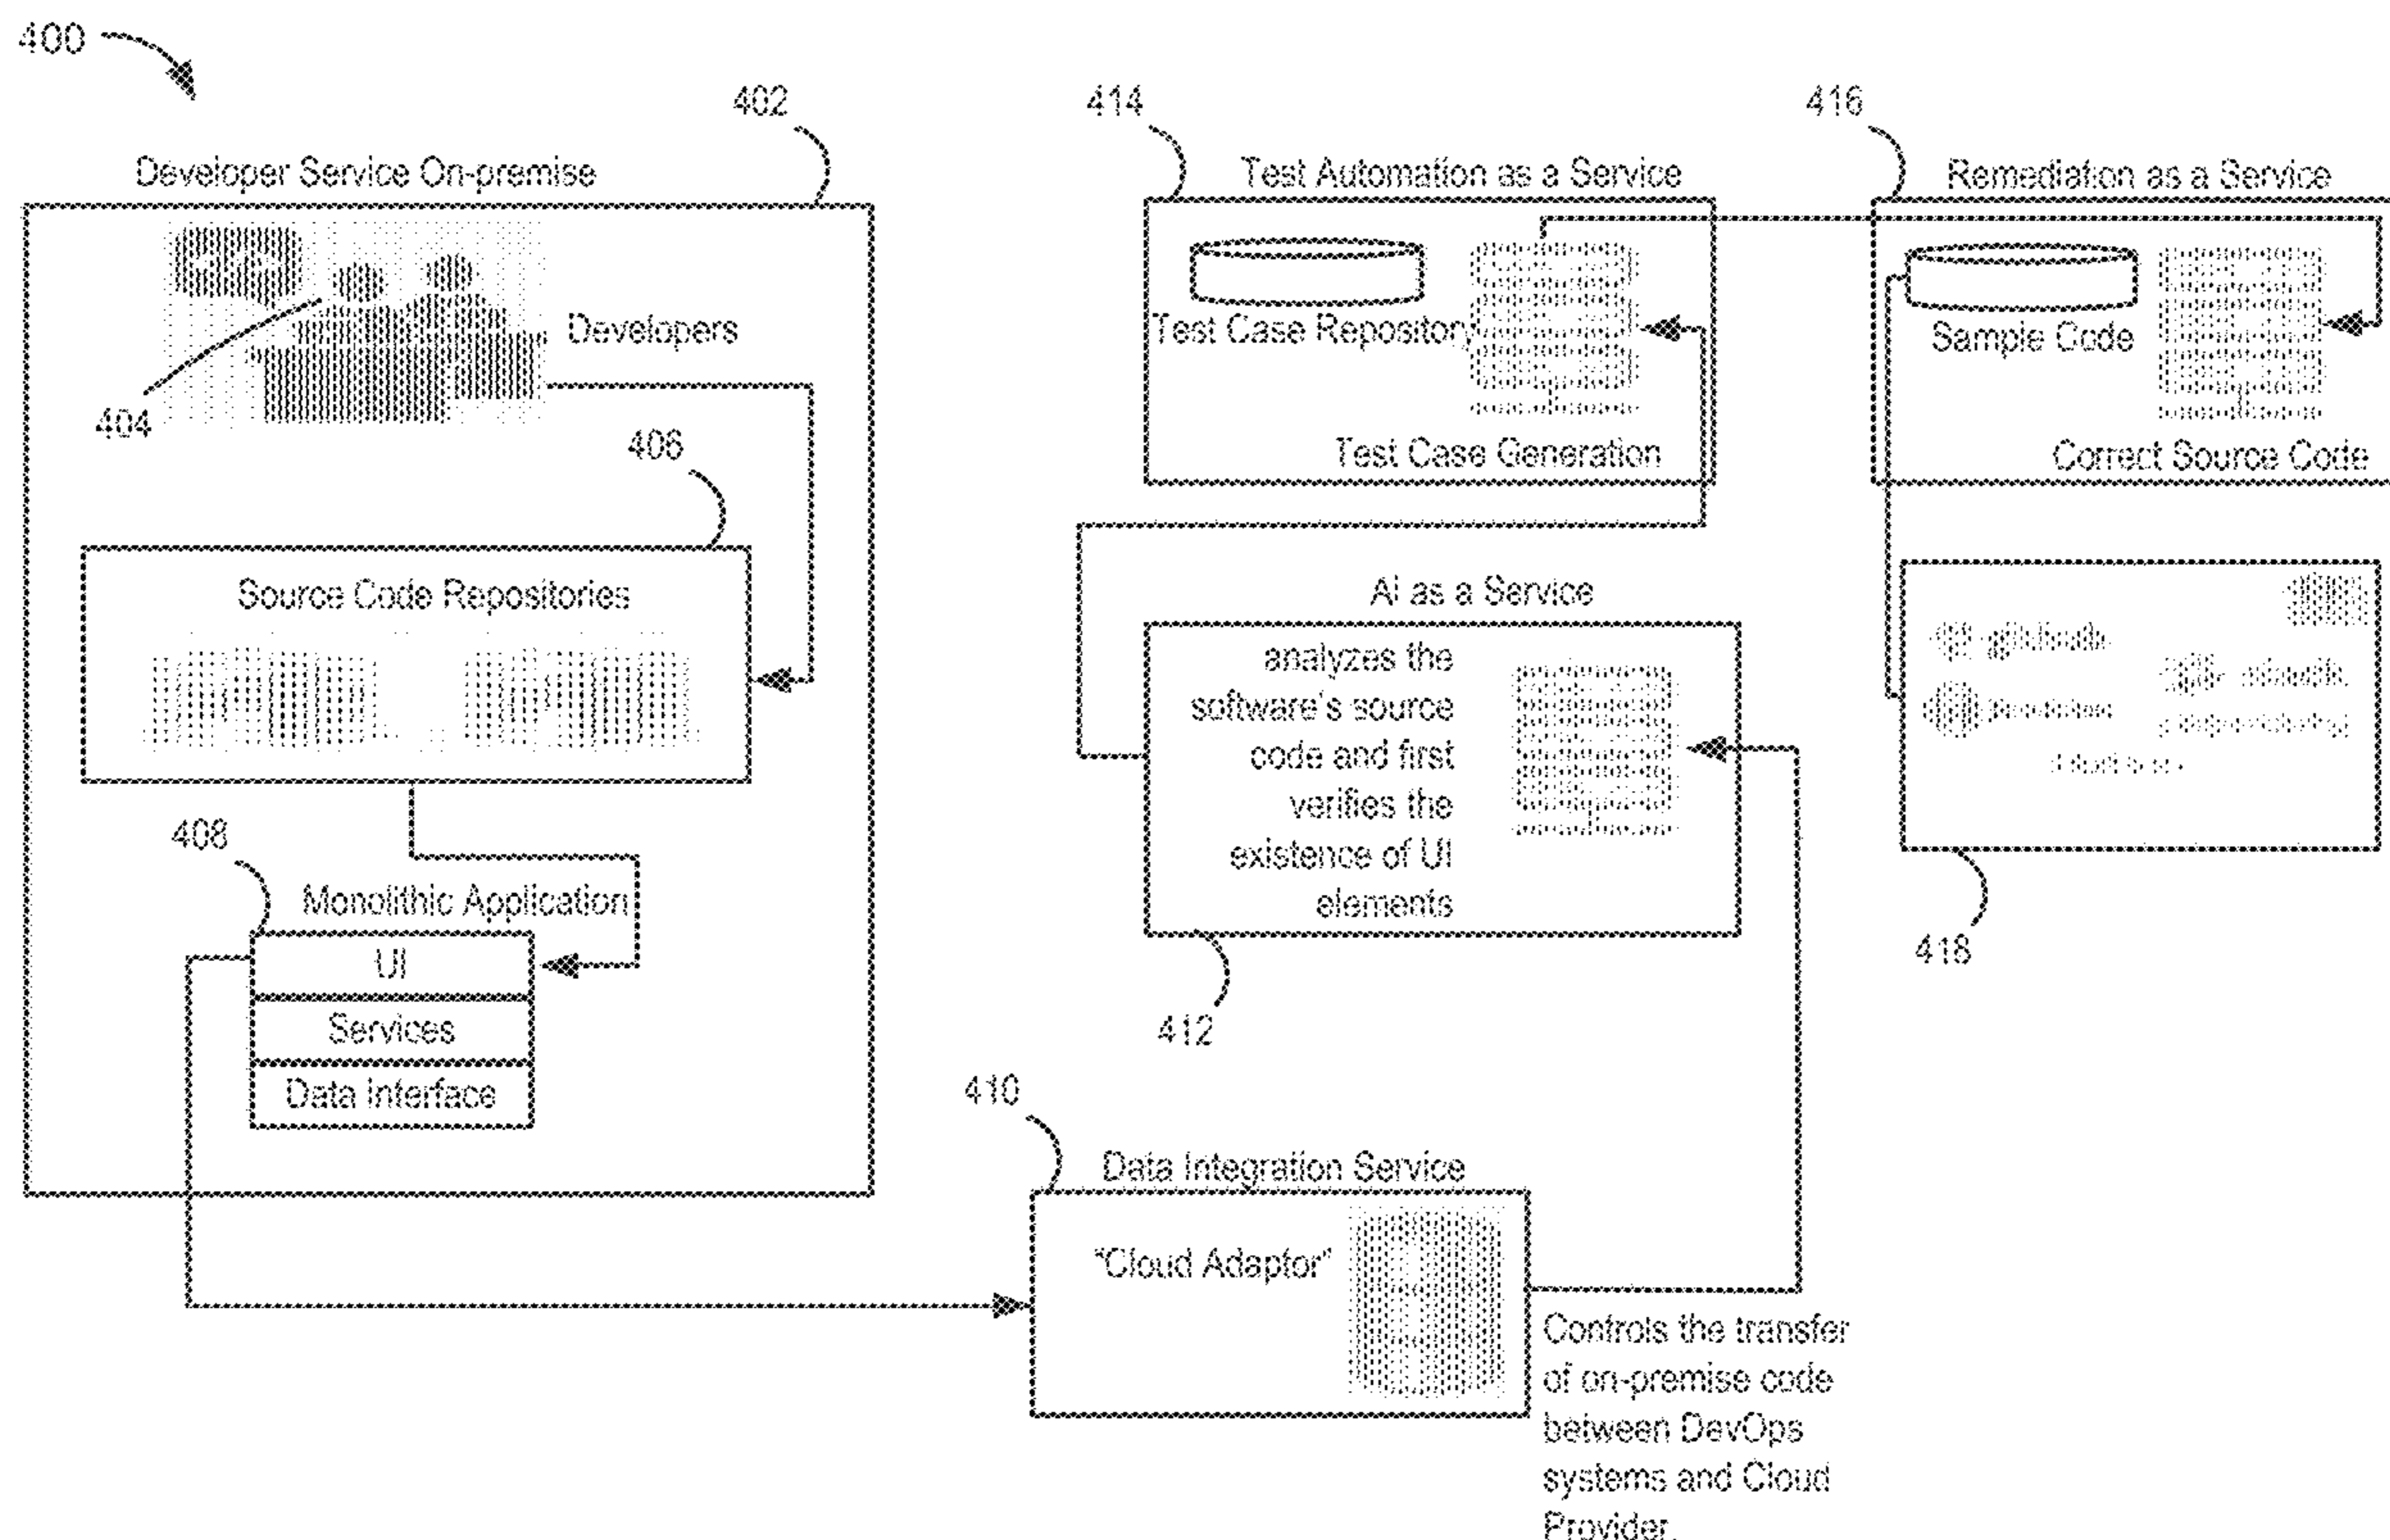 400
402
Developer Service On-premise
Developers
404
406
Source Code Repositories
408
Monolithic Application
UI
Services
Data Interface
414
Test Automation as a Service
Test Case Repository
Test Case Generation
416
Remediation as a Service
Sample Code
Correct Source Code
AI as a Service
analyzes the
software's source
code and first
verifies the
existence of UI
elements
412
418
410
Data Integration Service
"Cloud Adaptor"
Controls the transfer
of on-premise code
between DevOps
systems and Cloud
Provider.